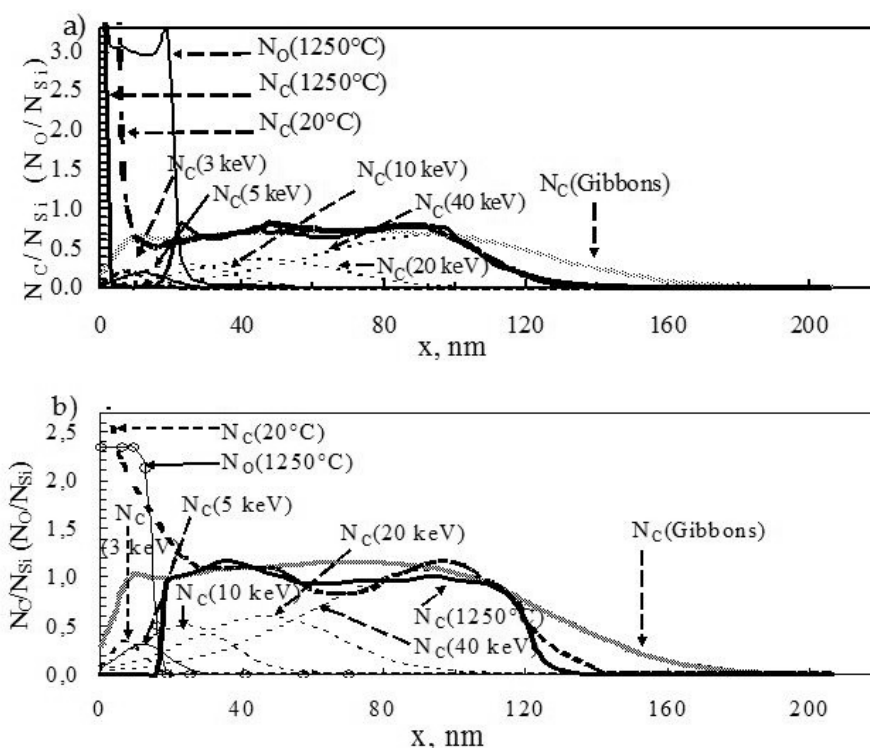 a)
N_C/N_Si (N_O/N_Si)
3.0
2.5
2.0
1.5
1.0
0.5
0.0
N_O(1250°C)
N_C(1250°C)
N_C(20°C)
N_C(3 keV)
N_C(5 keV)
N_C(10 keV)
N_C(40 keV)
N_C(20 keV)
N_C(Gibbons)
0 40 80 120 160 200
x, nm
b)
N_C/N_Si (N_O/N_Si)
2,5
2,0
1,5
1,0
0,5
0,0
N_C(20°C)
N_O(1250°C)
N_C
(3 keV)
N_C(5 keV)
N_C(20 keV)
N_C(10 keV)
N_C(Gibbons)
N_C(1250°C)
N_C(40 keV)
0 40 80 120 160 200
x, nm